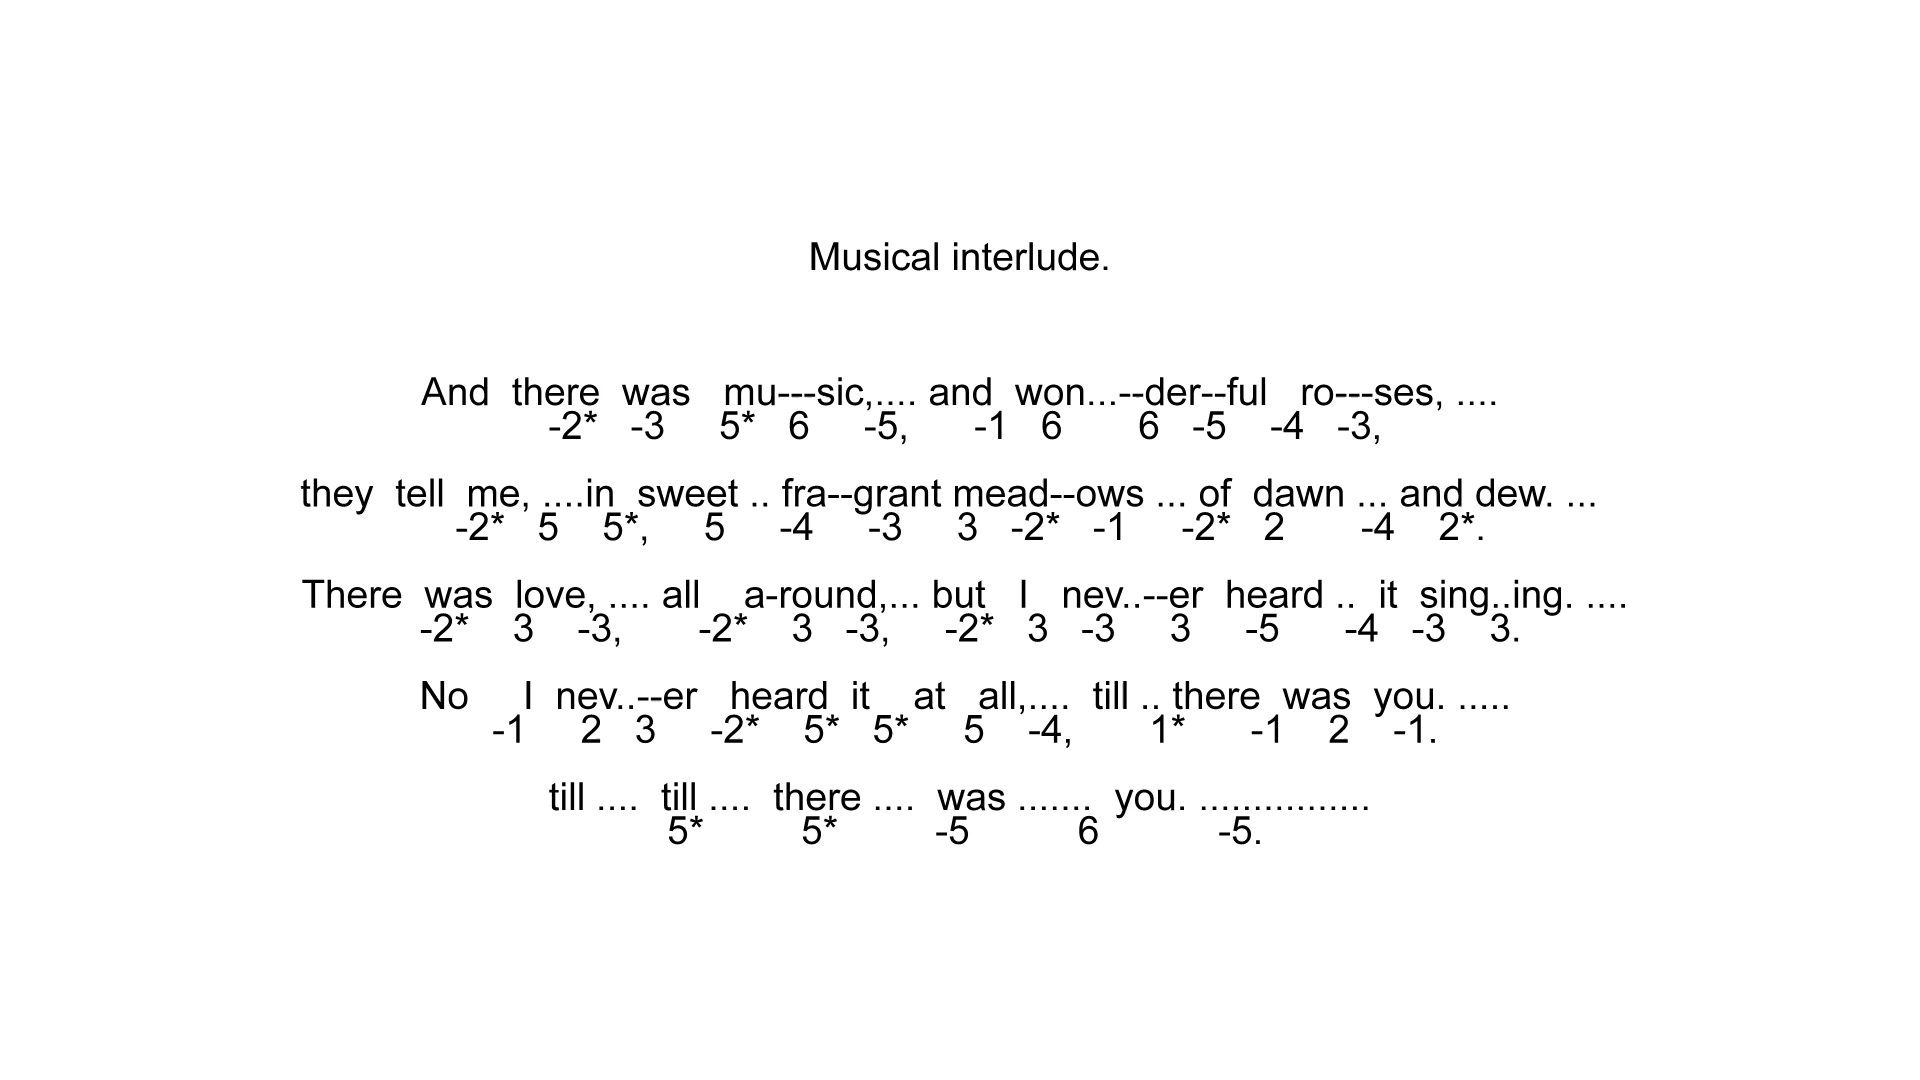 Musical interlude.
And there was mu---sic,.... and won...--der--ful ro---ses, ....
-2* -3 5* 6 -5, -1 6 6 -5 -4 -3,
they tell me, ....in sweet .. fra--grant mead--ows ... of dawn ... and dew. ...
-2* 5 5*, 5 -4 -3 3 -2* -1 -2* 2 -4 2*.
There was love, .... all a-round,... but I nev..--er heard .. it sing..ing. ....
-2* 3 -3, -2* 3 -3, -2* 3 -3 3 -5 -4 -3 3.
No I nev..--er heard it at all,.... till .. there was you. .....
-1 2 3 -2* 5* 5* 5 -4, 1* -1 2 -1.
till .... till .... there .... was ....... you. ................
5* 5* -5 6 -5.